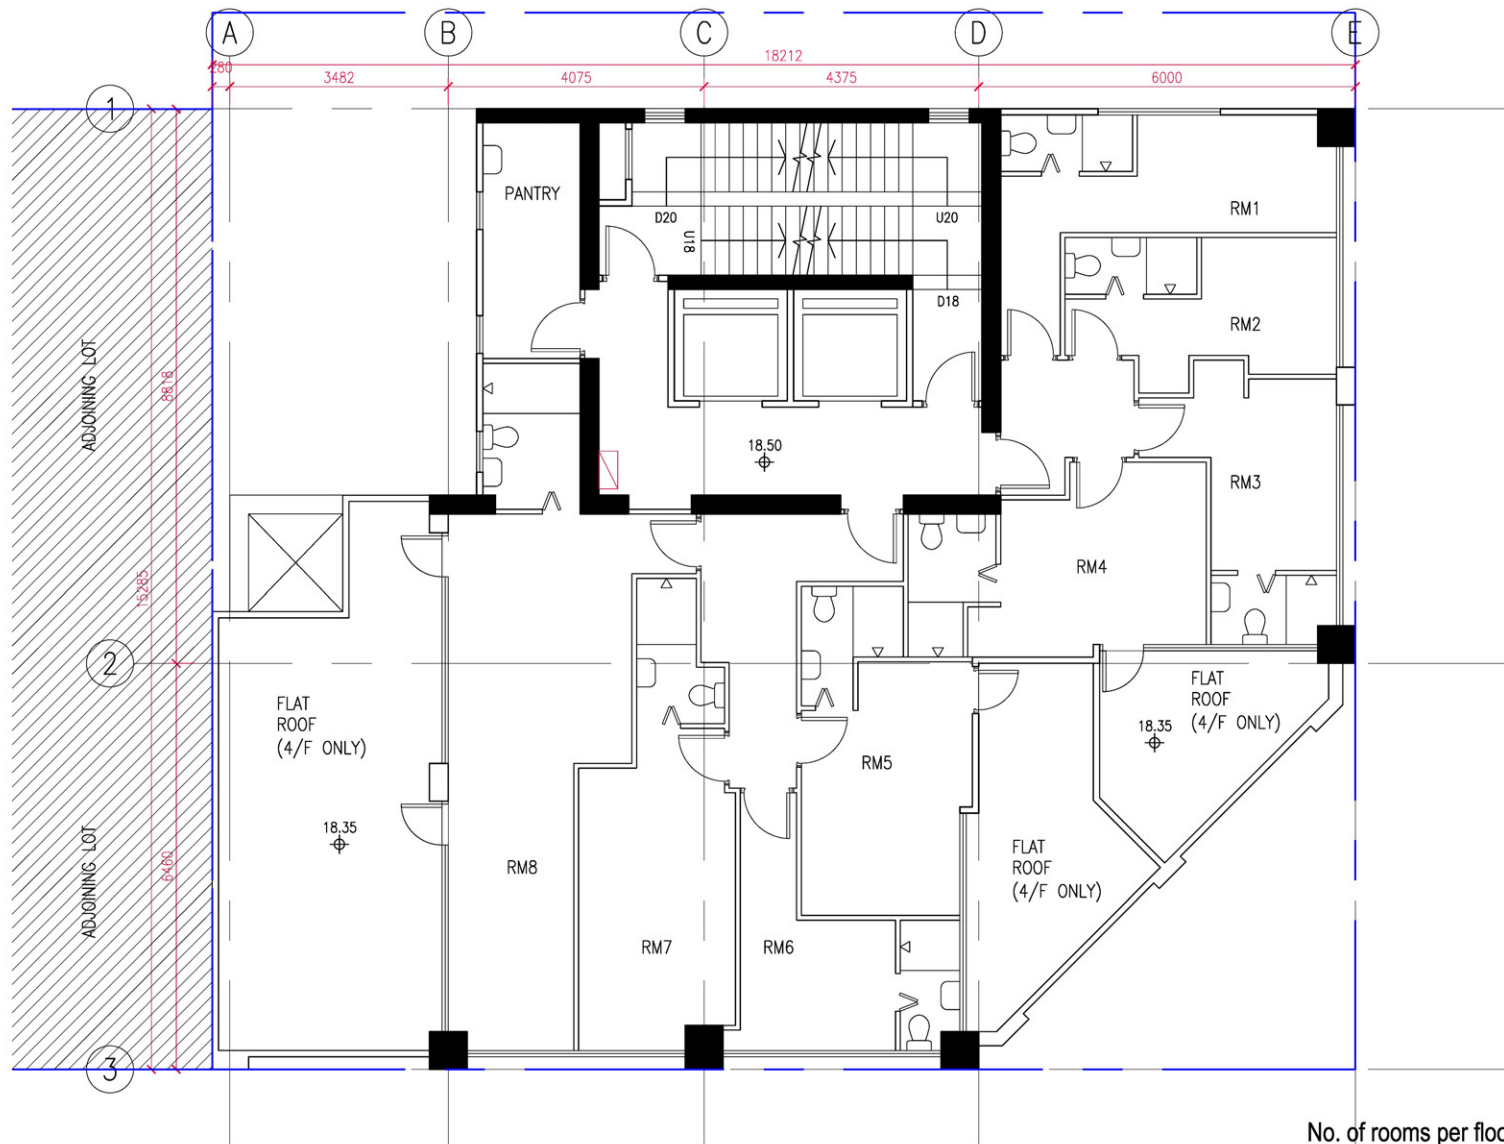 A B C D E
18212
280 3482 4075 4375 6000
1
PANTRY
D20
U20
U18
D18
RM1
RM2
ADJOINING LOT
8818
18.50
RM3
RM4
15285
2
FLAT
ROOF
(4/F ONLY)
FLAT
ROOF
(4/F ONLY)
18.35
RM5
18.35
ADJOINING LOT
6460
RM8
FLAT
ROOF
(4/F ONLY)
RM7
RM6
3
No. of rooms per floo